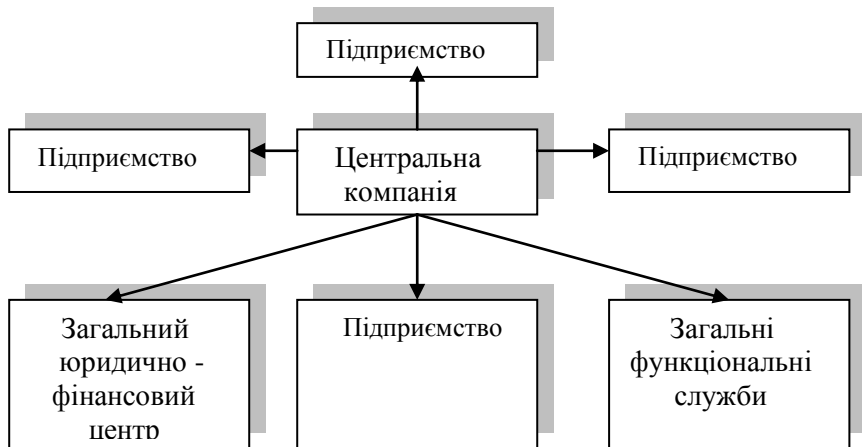 Підприємство
Підприємство
Центральна
компанія
Підприємство
Загальний
юридично -
фінансовий
центр
Підприємство
Загальні
функціональні
служби